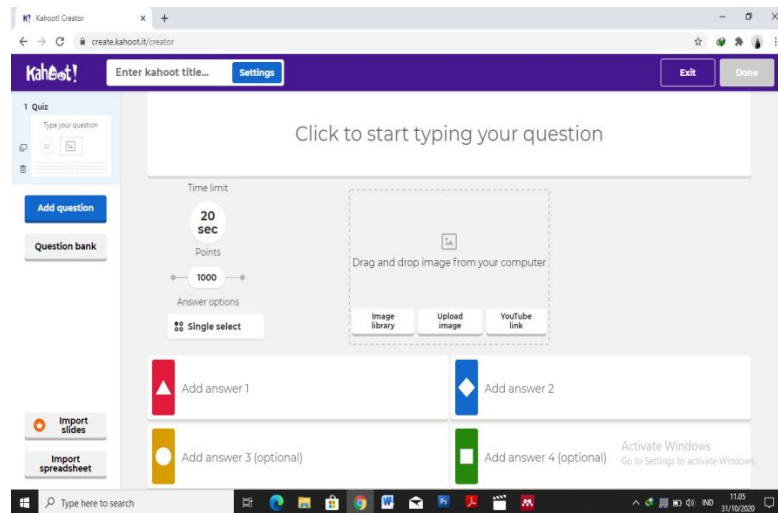 K! Kahoot! Creator
create.kahoot.it/creator
Kahoot!
Enter kahoot title...
Settings
Exit
Done
1 Quiz
Type your question
20
Add question
Question bank
Import slides
Import spreadsheet
Click to start typing your question
Time limit
20
sec
Points
1000
Answer options
Single select
Drag and drop image from your computer
Image
library
Upload
image
YouTube
link
Add answer 1
Add answer 2
Add answer 3 (optional)
Add answer 4 (optional)
Activate Windows
Go to Settings to activate Windows.
Type here to search
IND
11.05
31/10/2020